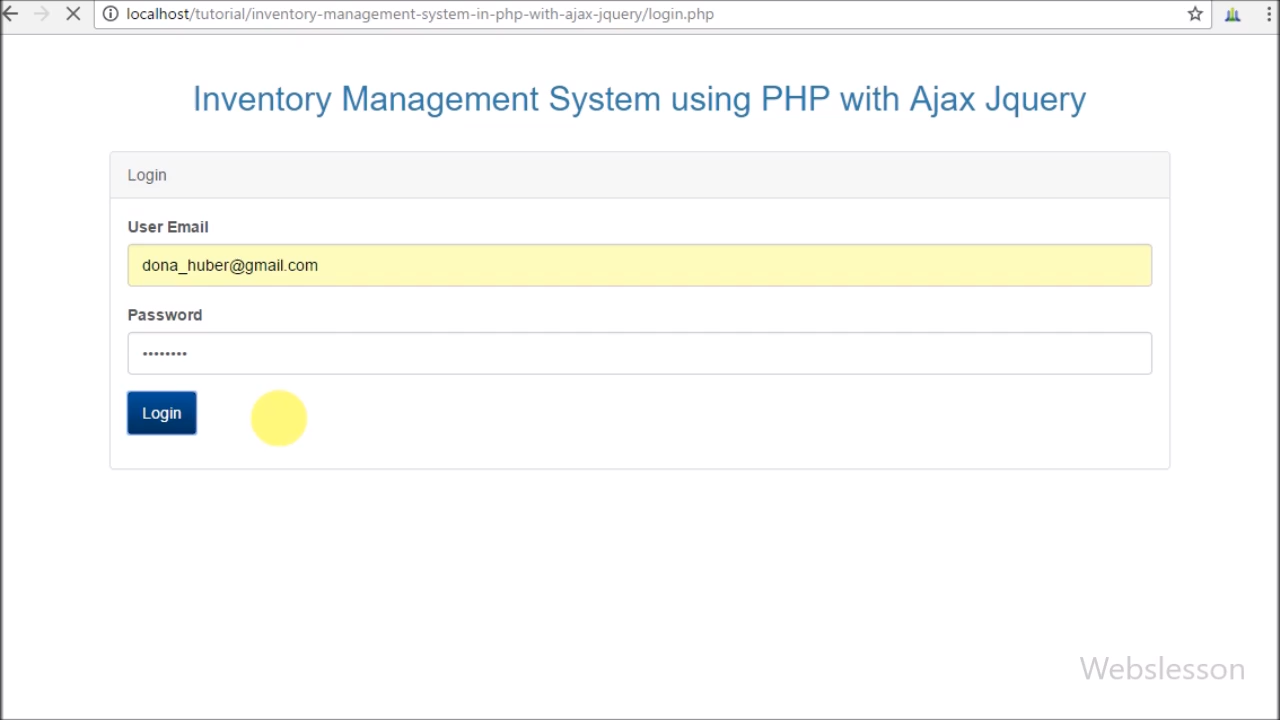 localhost/tutorial/inventory-management-system-in-php-with-ajax-jquery/login.php
Inventory Management System using PHP with Ajax Jquery
Login
User Email
dona_huber@gmail.com
Password
••••••••
Login
Webslesson